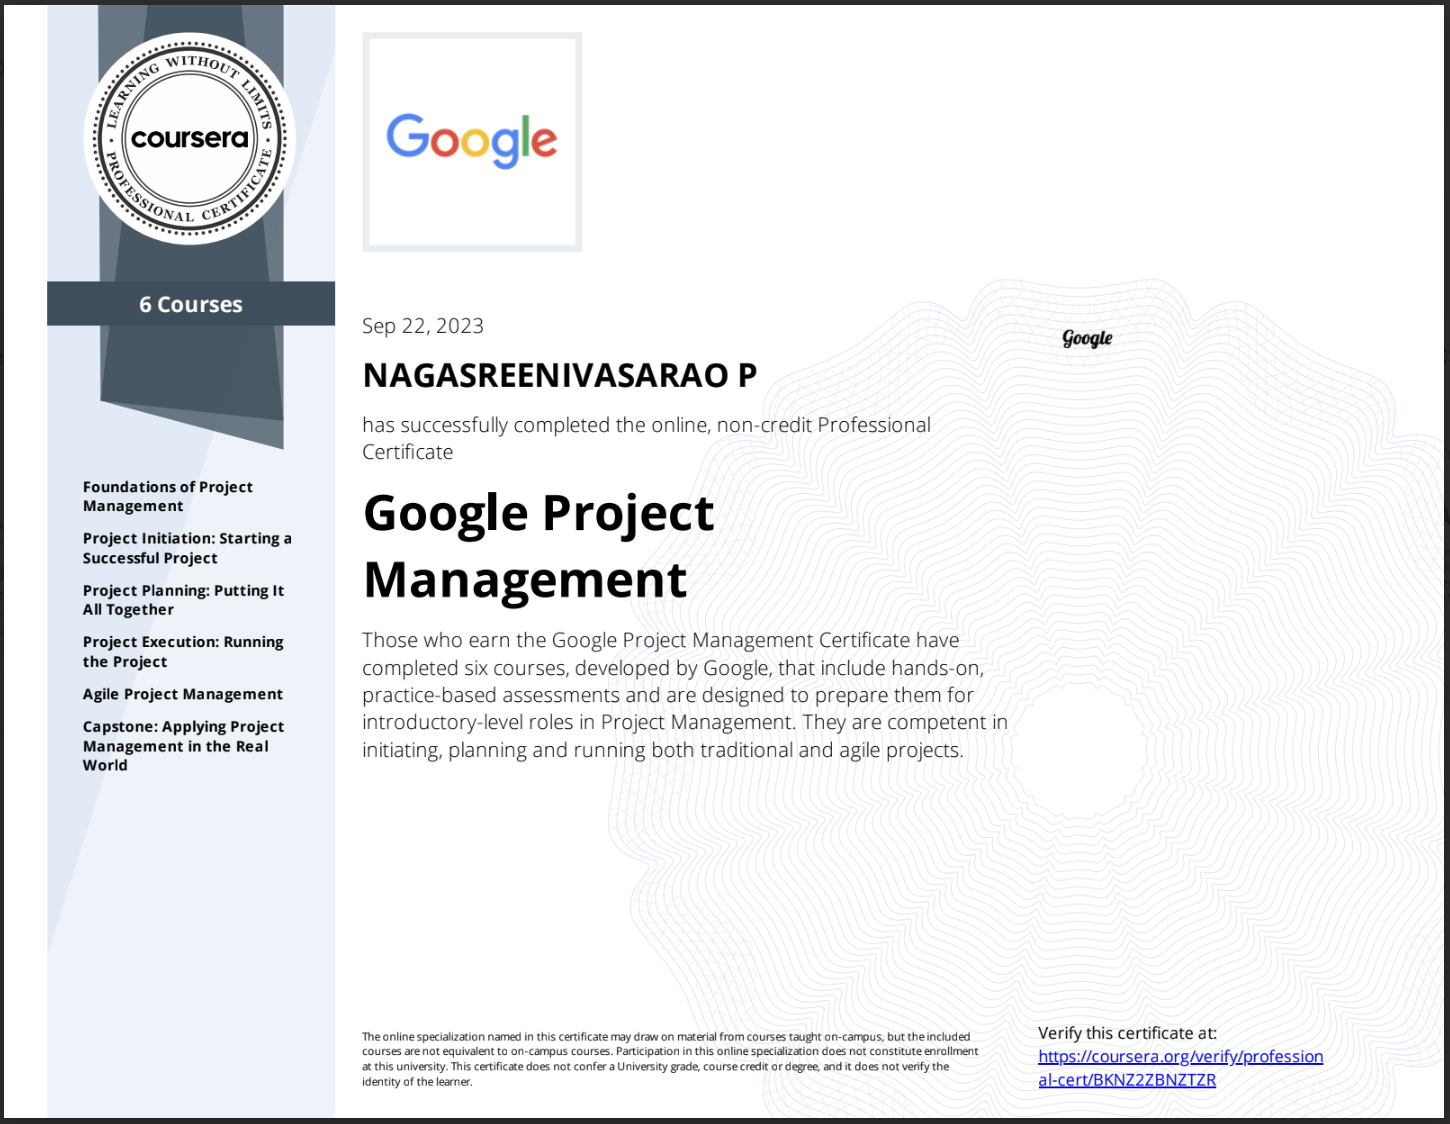 LEARNING WITHOUT LIMITS
coursera
PROFESSIONAL CERTIFICATE
6 Courses
Foundations of Project
Management
Project Initiation: Starting a
Successful Project
Project Planning: Putting It
All Together
Project Execution: Running
the Project
Agile Project Management
Capstone: Applying Project
Management in the Real
World
Google
Sep 22, 2023
Google
NAGASREENIVASARAO P
has successfully completed the online, non-credit Professional
Certificate
Google Project
Management
Those who earn the Google Project Management Certificate have
completed six courses, developed by Google, that include hands-on,
practice-based assessments and are designed to prepare them for
introductory-level roles in Project Management. They are competent in
initiating, planning and running both traditional and agile projects.
The online specialization named in this certificate may draw on material from courses taught on-campus, but the included
courses are not equivalent to on-campus courses. Participation in this online specialization does not constitute enrollment
at this university. This certificate does not confer a University grade, course credit or degree, and it does not verify the
identity of the learner.
Verify this certificate at:
https://coursera.org/verify/profession
al-cert/BKNZ2ZBNZTZR